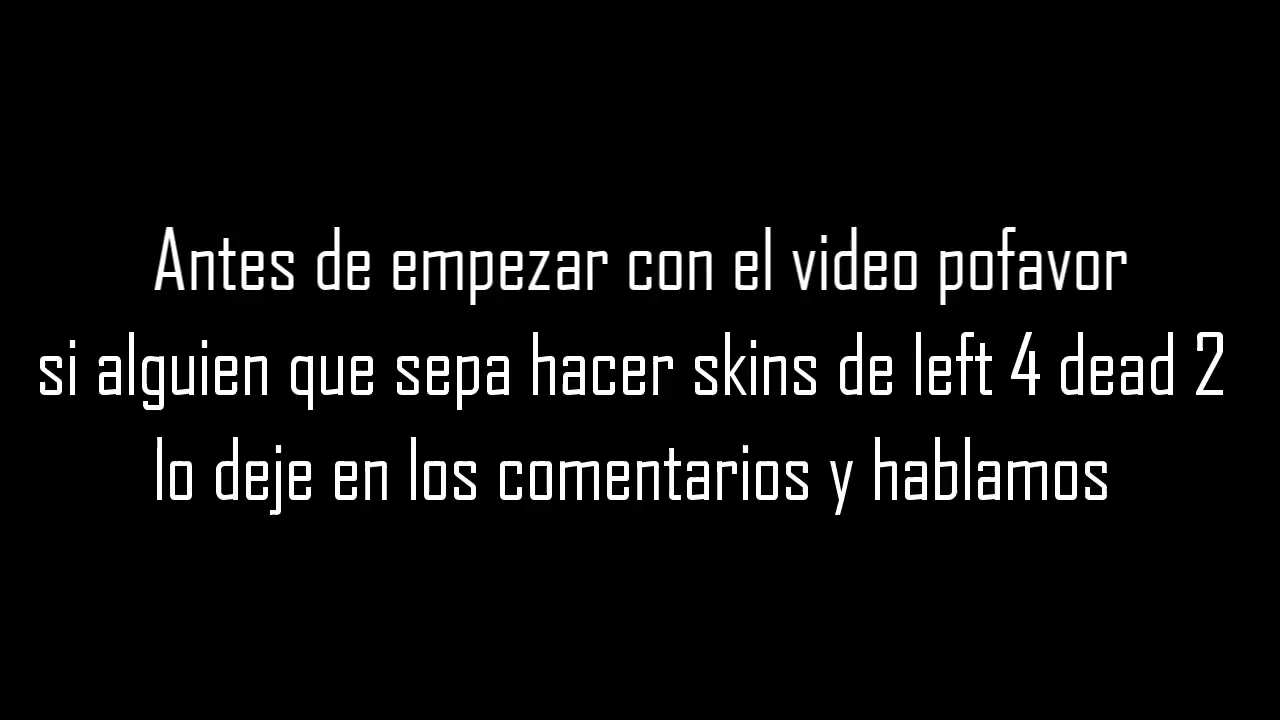 Antes de empezar con el video pofavor
si alguien que sepa hacer skins de left 4 dead 2
lo deje en los comentarios y hablamos